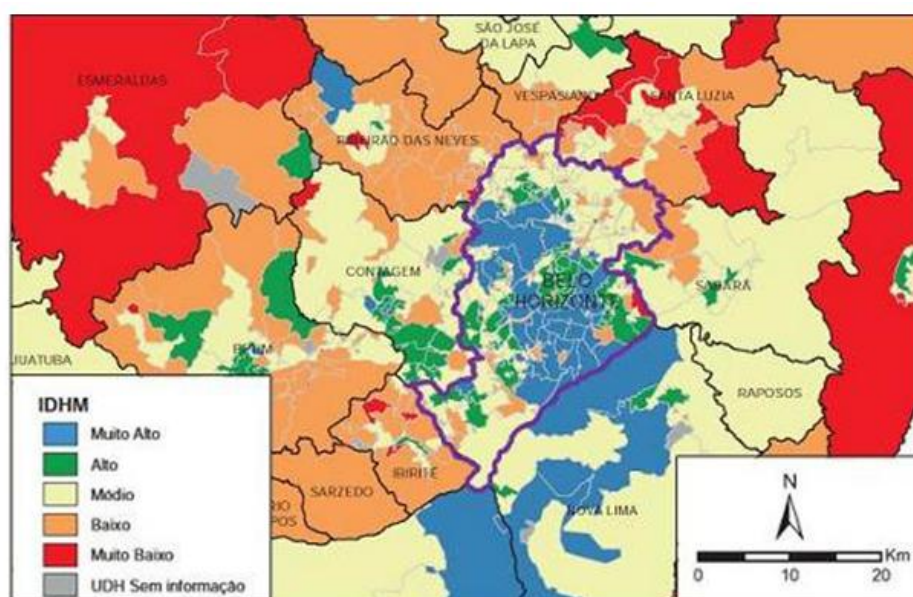 SÃO JOSÉ
DA LAPA
ESMERALDAS
VESPASIANO
SANTA LUZIA
RIBEIRÃO DAS NEVES
CONTAGEM
BELO
HORIZONTE
SABARÁ
JUATUBA
BETIM
RAPOSOS
IBIRITÉ
SARZEDO
NOVA LIMA
IDHM
Muito Alto
Alto
Médio
Baixo
Muito Baixo
UDH Sem informação
N
Km
0 10 20